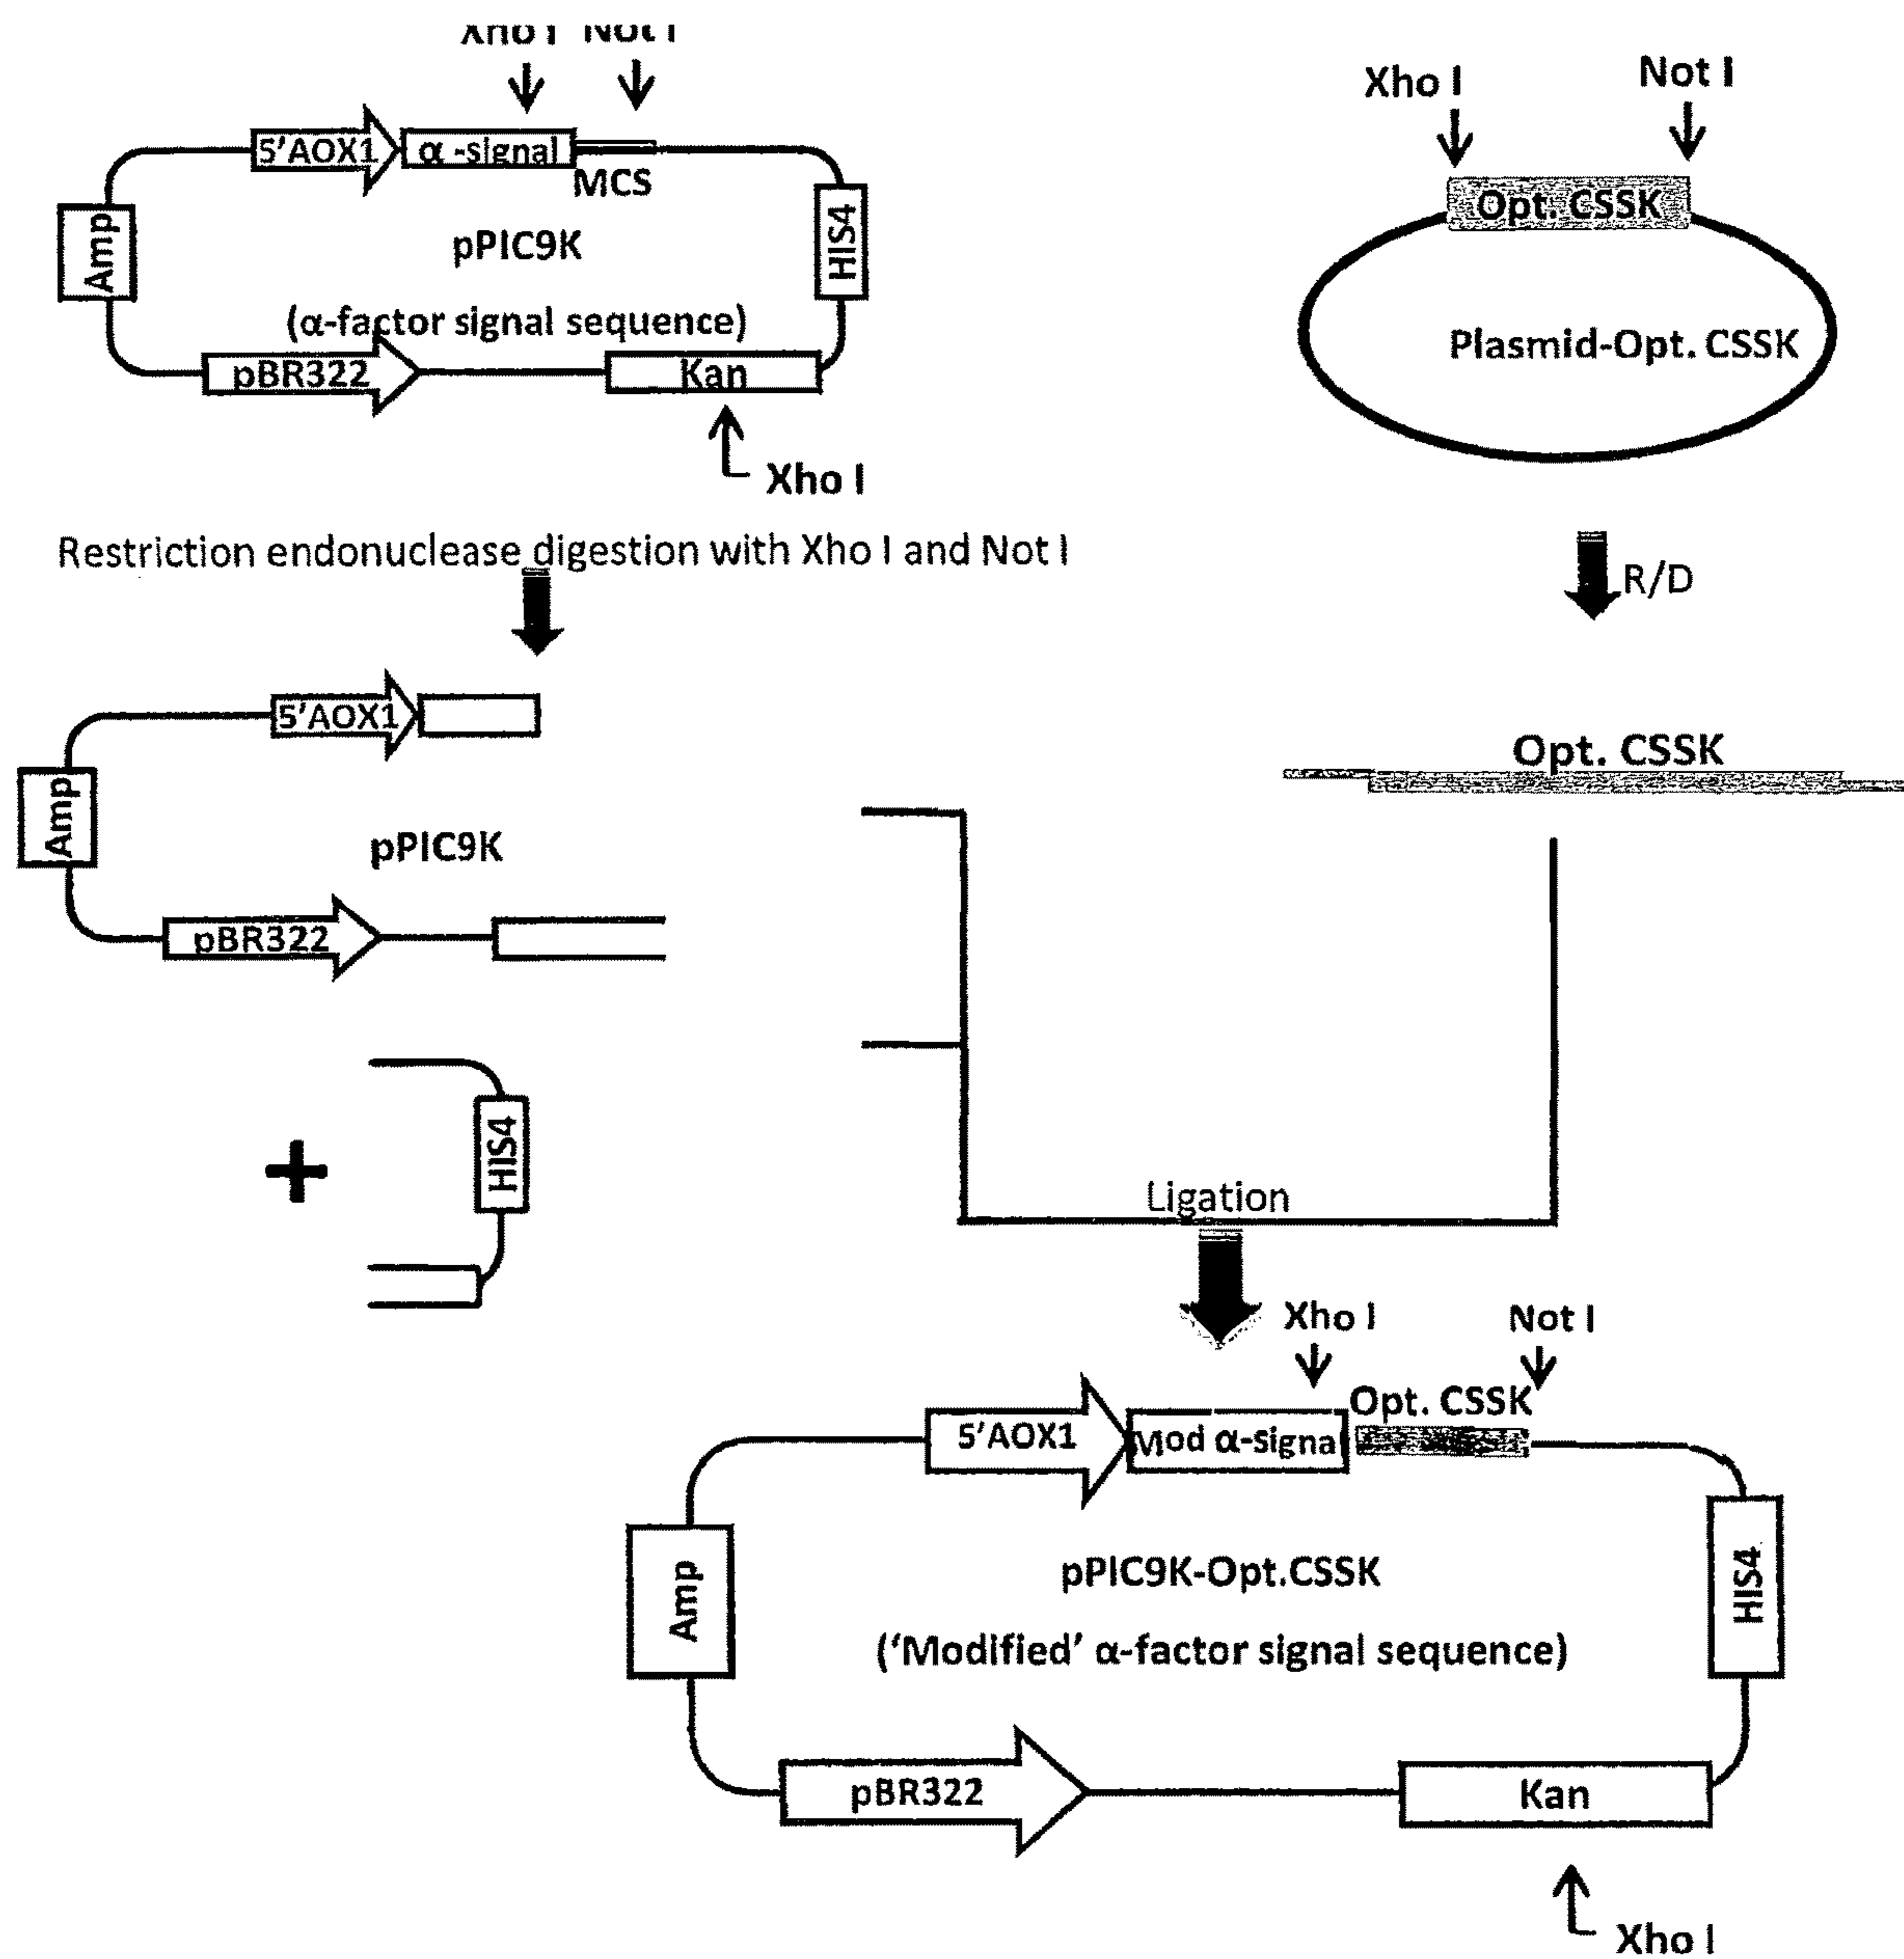 Xho I Not I
5'AOX1
α -signal
MCS
Amp
HIS4
pPIC9K
(α-factor signal sequence)
pBR322
Kan
Xho I
Xho I
Not I
Opt. CSSK
Plasmid-Opt. CSSK
Restriction endonuclease digestion with Xho I and Not I
R/D
5'AOX1
Amp
pPIC9K
pBR322
Opt. CSSK
+
HIS4
Ligation
Xho I
Not I
5'AOX1
Mod α-signal
Opt. CSSK
Amp
HIS4
pPIC9K-Opt.CSSK
('Modified' α-factor signal sequence)
pBR322
Kan
Xho I